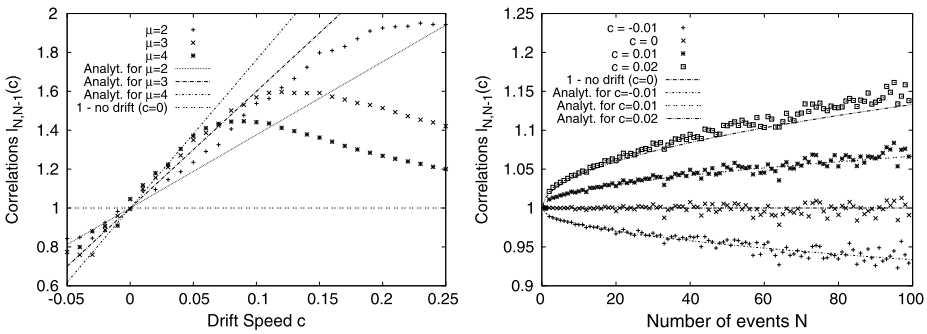 Correlations l_{N,N-1}(c)
2
1.8
1.6
1.4
1.2
1
0.8
0.6
-0.05
0
0.05
0.1
0.15
0.2
0.25
Drift Speed c
μ=2
μ=3
μ=4
Analyt. for μ=2
Analyt. for μ=3
Analyt. for μ=4
1 - no drift (c=0)
Correlations l_{N,N-1}(c)
1.25
1.2
1.15
1.1
1.05
1
0.95
0.9
0
20
40
60
80
100
Number of events N
c = -0.01
c = 0
c = 0.01
c = 0.02
1 - no drift (c=0)
Analyt. for c=-0.01
Analyt. for c=0.01
Analyt. for c=0.02